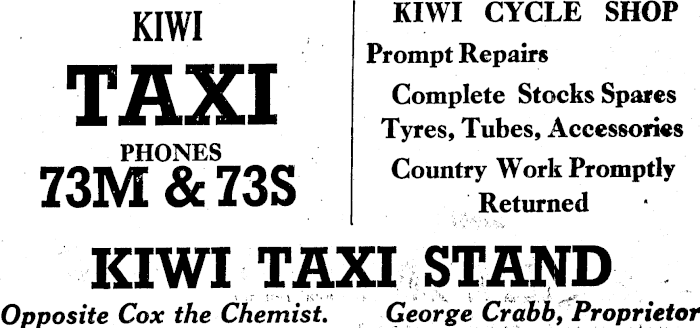 KIWI
TAXI
PHONES
73M & 73S
KIWI CYCLE SHOP
Prompt Repairs
Complete Stocks Spares
Tyres, Tubes, Accessories
Country Work Promptly
Returned
KIWI TAXI STAND
Opposite Cox the Chemist. George Crabb, Proprietor